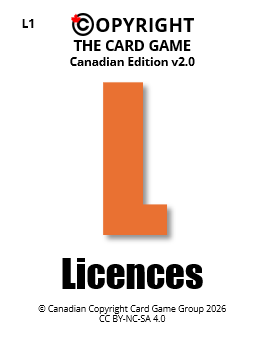 L1
©OPYRIGHT
THE CARD GAME
Canadian Edition v2.0
L
Licences
© Canadian Copyright Card Game Group 2026
CC BY-NC-SA 4.0